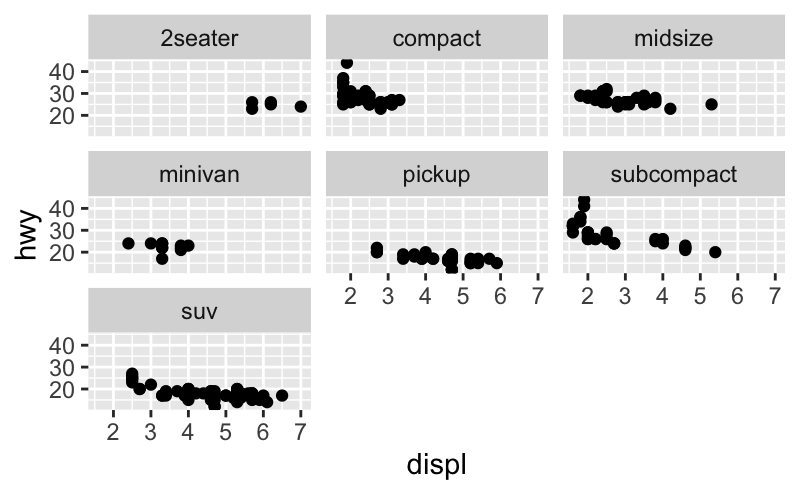 2seater compact midsize
40
30
20
minivan pickup subcompact
40
30
20
2 3 4 5 6 7 2 3 4 5 6 7
suv
40
30
20
2 3 4 5 6 7
hwy
displ